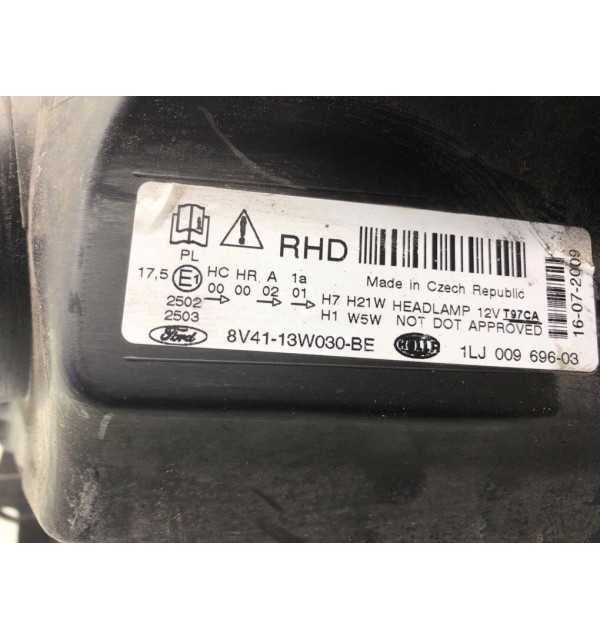 RHD
PL
Made in Czech Republic
17,5 E1 HC HR A 1a
00 00 02 01
2502
2503
H7 H21W HEADLAMP 12V T97CA
H1 W5W NOT DOT APPROVED
Ford 8V41-13W030-BE HELLA 1LJ 009 696-03
16-07-2009